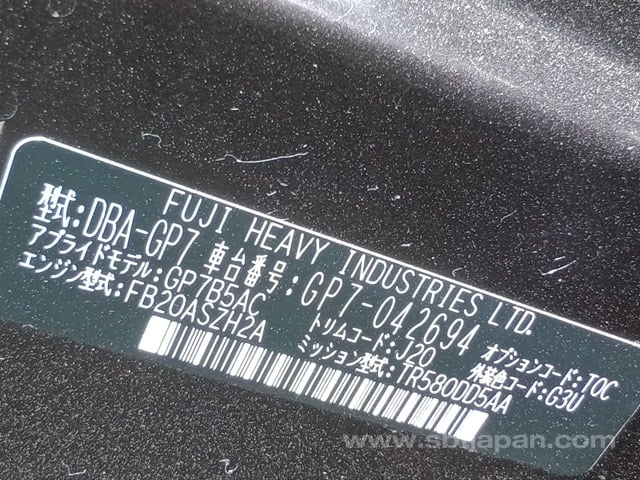 FUJI HEAVY INDUSTRIES LTD.
型式:DBA-GP7 車台番号:GP7-042694
アプライドモデル:GP7B5AC トリムコード:J20 オプションコード:TOC
エンジン型式:FB20ASZH2A ミッション型式:TR580DD5AA 外装色コード:G3U
www.sbtjapan.com